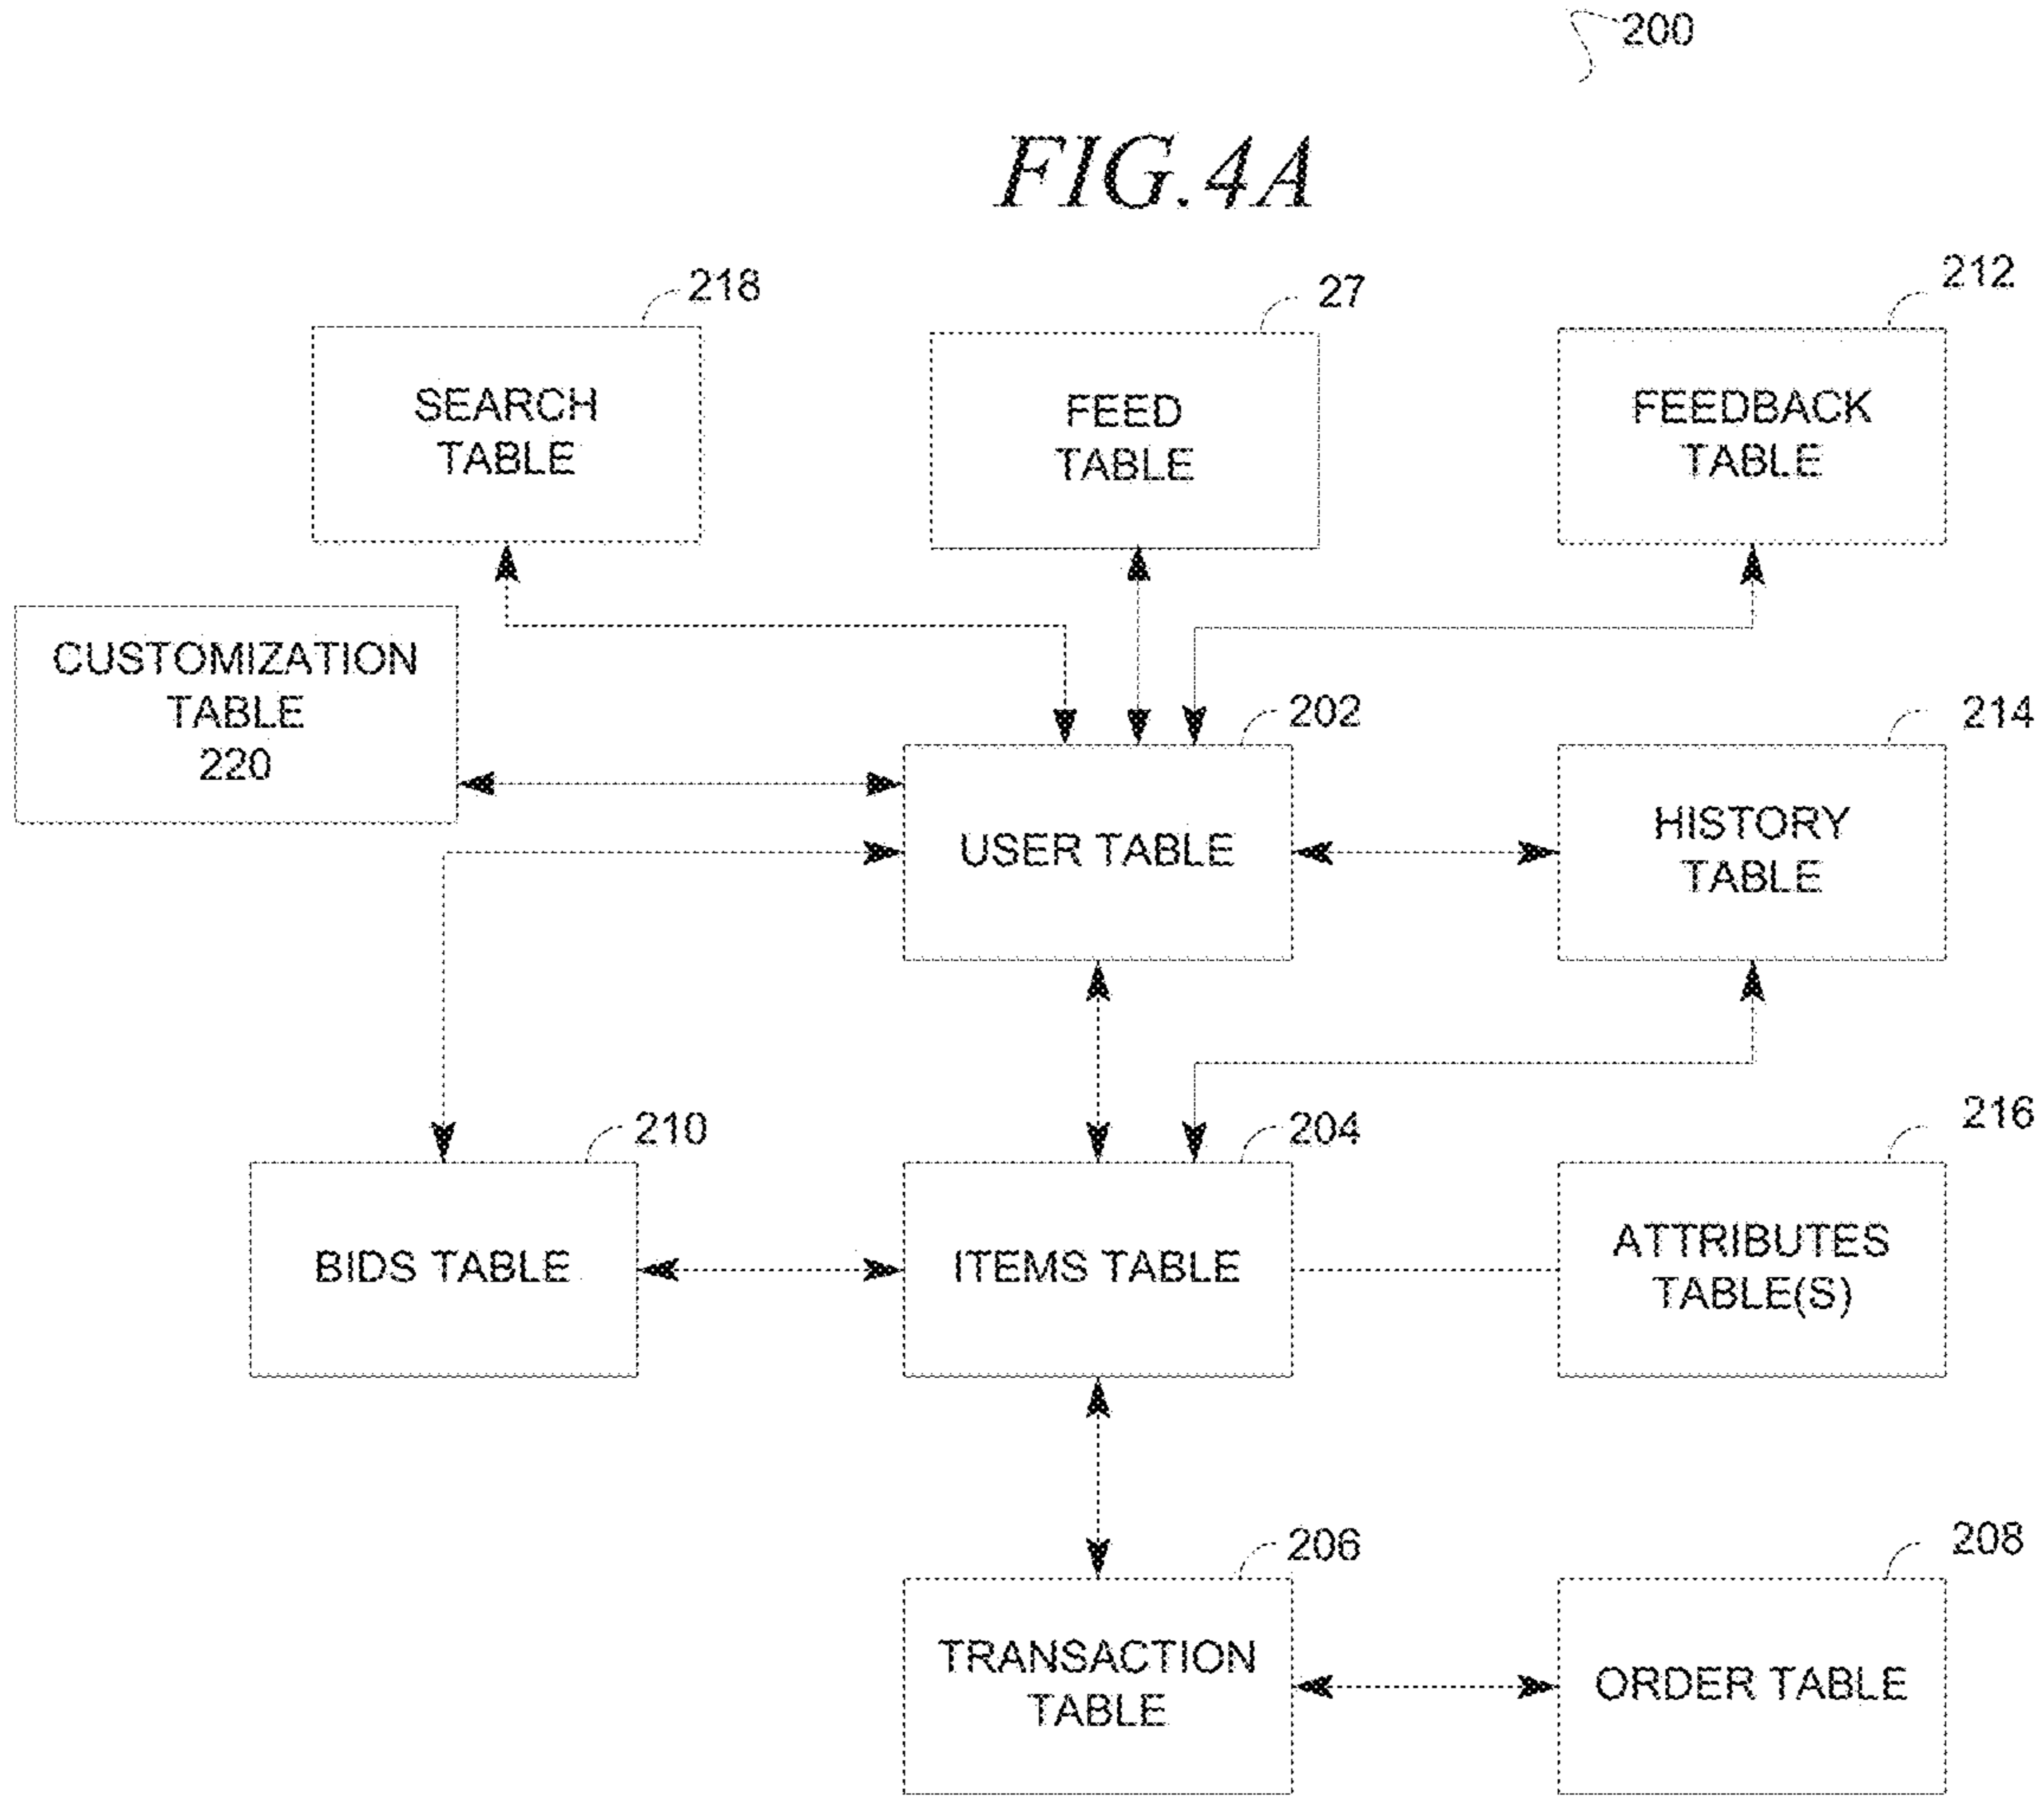 200
FIG.4A
218
SEARCH
TABLE
27
FEED
TABLE
212
FEEDBACK
TABLE
CUSTOMIZATION
TABLE
220
202
USER TABLE
214
HISTORY
TABLE
210
BIDS TABLE
204
ITEMS TABLE
216
ATTRIBUTES
TABLE(S)
206
TRANSACTION
TABLE
208
ORDER TABLE